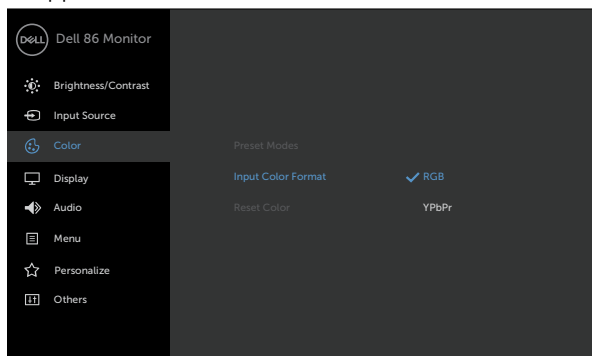 DELL Dell 86 Monitor
Brightness/Contrast
Input Source
Color
Preset Modes
Display
Input Color Format
RGB
Audio
Reset Color
YPbPr
Menu
Personalize
Others